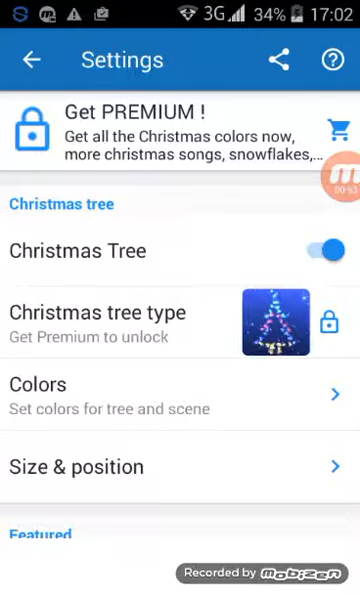 3G 34% 17:02
Settings
Get PREMIUM !
Get all the Christmas colors now,
more christmas songs, snowflakes,...
Christmas tree
Christmas Tree
Christmas tree type
Get Premium to unlock
Colors
Set colors for tree and scene
Size & position
Featured
Recorded by mobizen